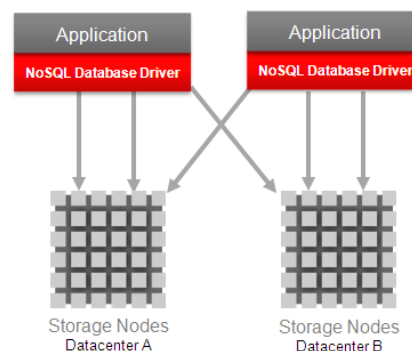 Application
NoSQL Database Driver
Application
NoSQL Database Driver
Storage Nodes
Datacenter A
Storage Nodes
Datacenter B